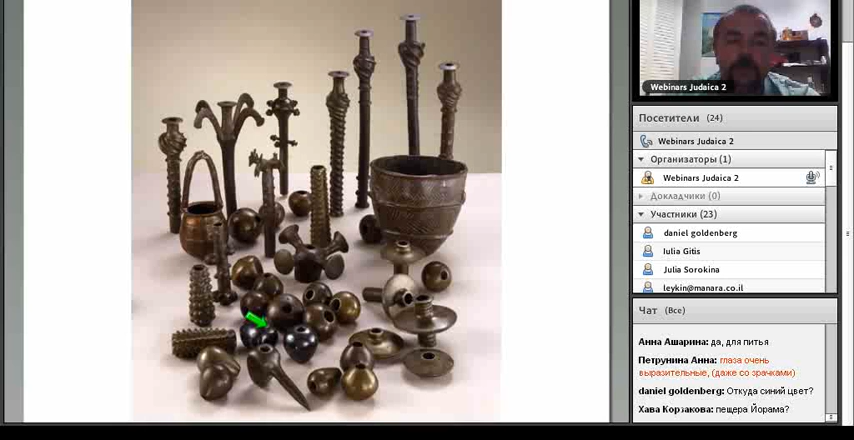 Webinars Judaica 2
Посетители (24)
Webinars Judaica 2
Организаторы (1)
Webinars Judaica 2
Докладчики (0)
Участники (23)
daniel goldenberg
Iulia Gitis
Julia Sorokina
leykin@manara.co.il
Чат (Все)
Анна Ашарина: да, для питья
Петрунина Анна: глаза очень
выразительные, (даже со зрачками)
daniel goldenberg: Откуда синий цвет?
Хава Коржакова: пещера Йорама?